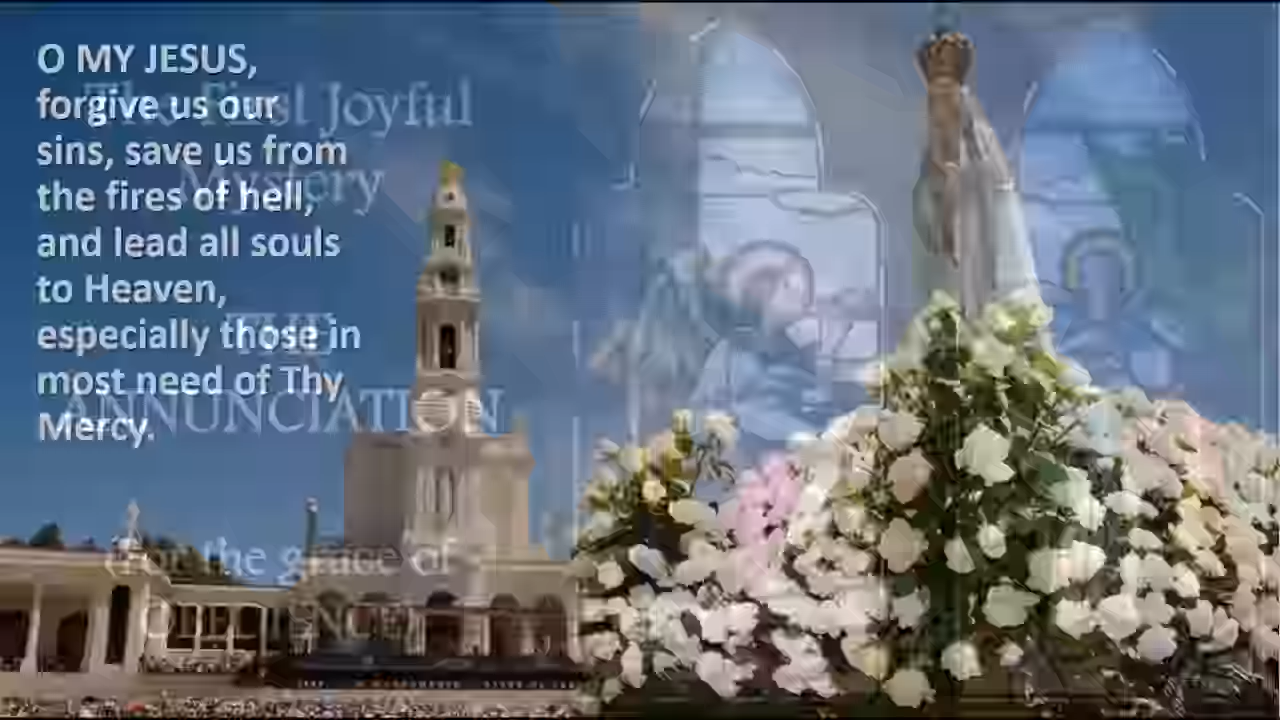 O MY JESUS,
forgive us our
sins, save us from
the fires of hell,
and lead all souls
to Heaven,
especially those in
most need of Thy
Mercy.
The First Joyful
Mystery
THE
ANNUNCIATION
(For the grace of